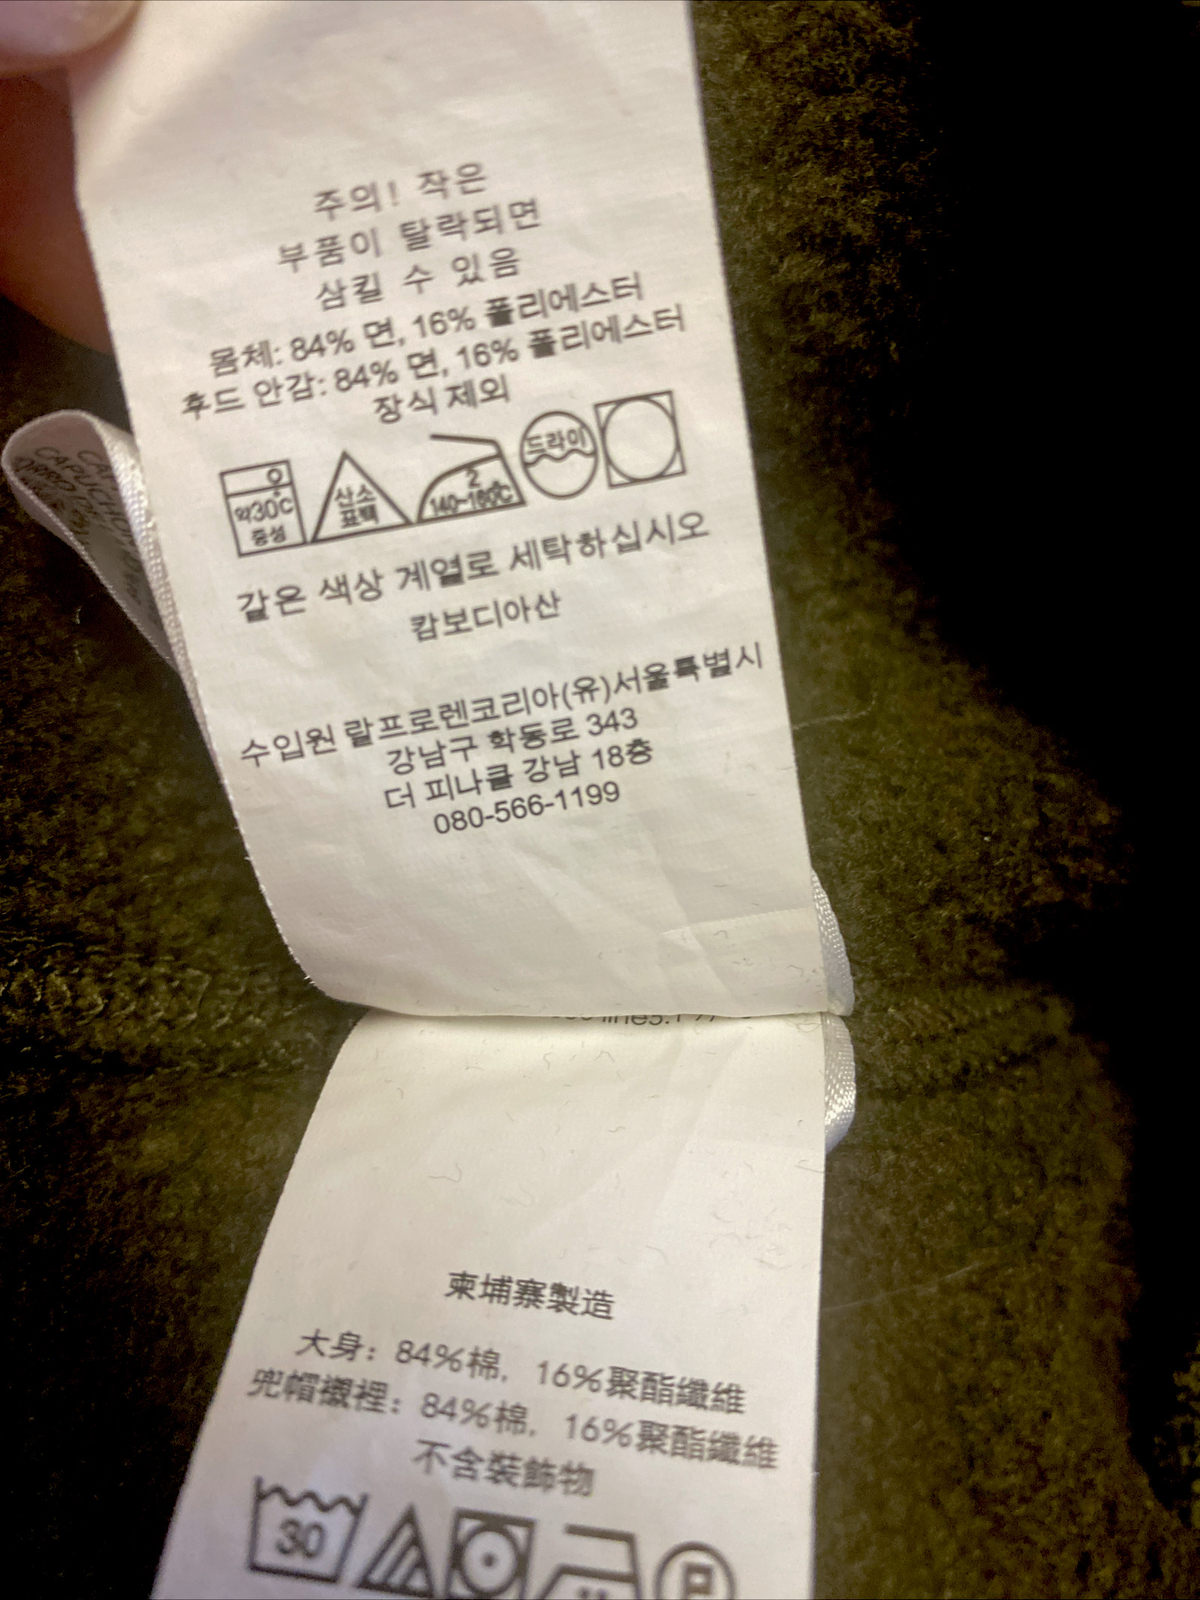 주의! 작은
부품이 탈락되면
삼킬 수 있음
몸체: 84% 면, 16% 폴리에스터
후드 안감: 84% 면, 16% 폴리에스터
장식 제외
약30℃
중성
산소
표백
2
140~160℃
드라이
같은 색상 계열로 세탁하십시오
캄보디아산
수입원 랄프로렌코리아(유)서울특별시
강남구 학동로 343
더 피나클 강남 18층
080-566-1199
柬埔寨製造
大身：84%棉，16%聚酯纖維
兜帽襯裡：84%棉，16%聚酯纖維
不含裝飾物
30
P